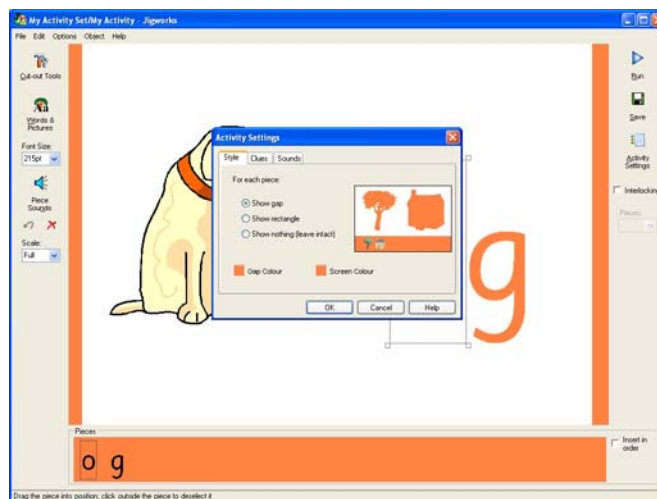 My Activity Set/My Activity - Jigworks
File Edit Options Object Help
Cut-out Tools
Words &
Pictures
Font Size:
215pt
Piece
Sounds
Scale:
Full
Activity Settings
Style Clues Sounds
For each piece:
Show gap
Show rectangle
Show nothing (leave intact)
Gap Colour Screen Colour
OK Cancel Help
g
Run
Save
Activity
Settings
Interlocking
Pieces:
Pieces
o g
Insert in
order
Drag the piece into position; click outside the piece to deselect it